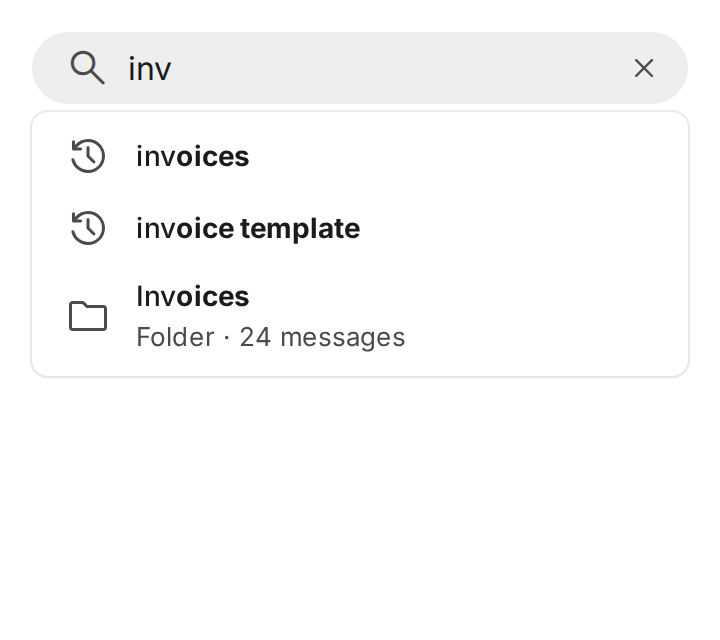 inv
invoices
invoice template
Invoices
Folder · 24 messages